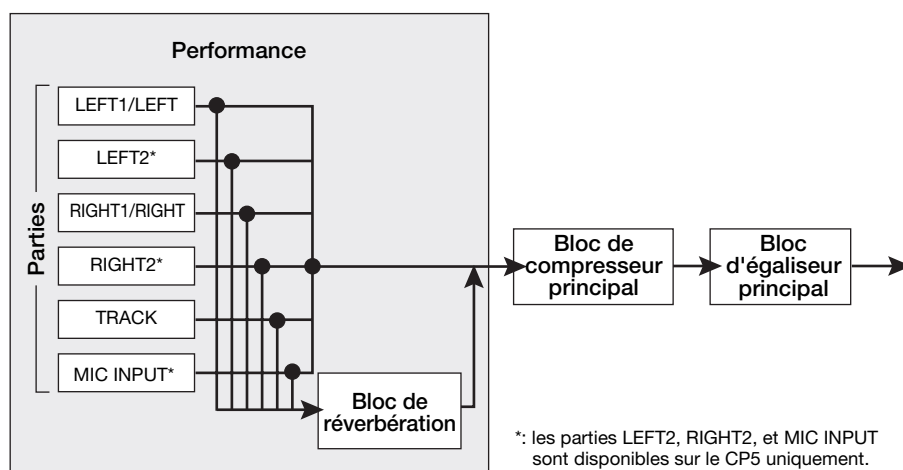 Performance
Parties
LEFT1/LEFT
LEFT2*
RIGHT1/RIGHT
RIGHT2*
TRACK
MIC INPUT*
Bloc de
réverbération
Bloc de
compresseur
principal
Bloc
d'égaliseur
principal
*: les parties LEFT2, RIGHT2, et MIC INPUT
sont disponibles sur le CP5 uniquement.